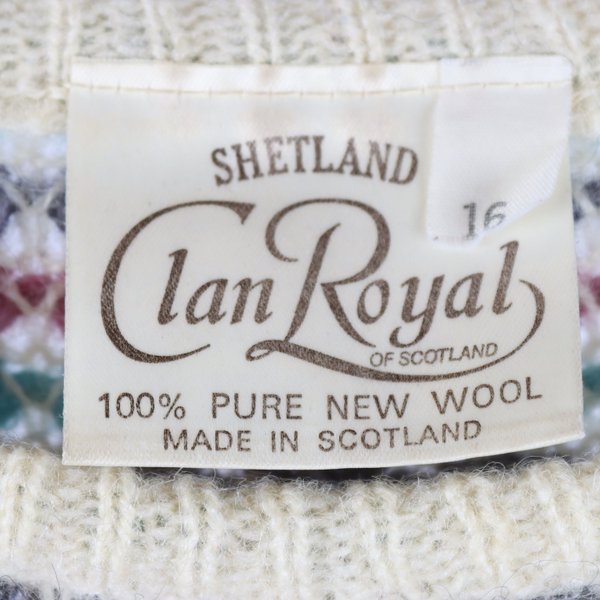 SHETLAND
16
Clan Royal
OF SCOTLAND
100% PURE NEW WOOL
MADE IN SCOTLAND